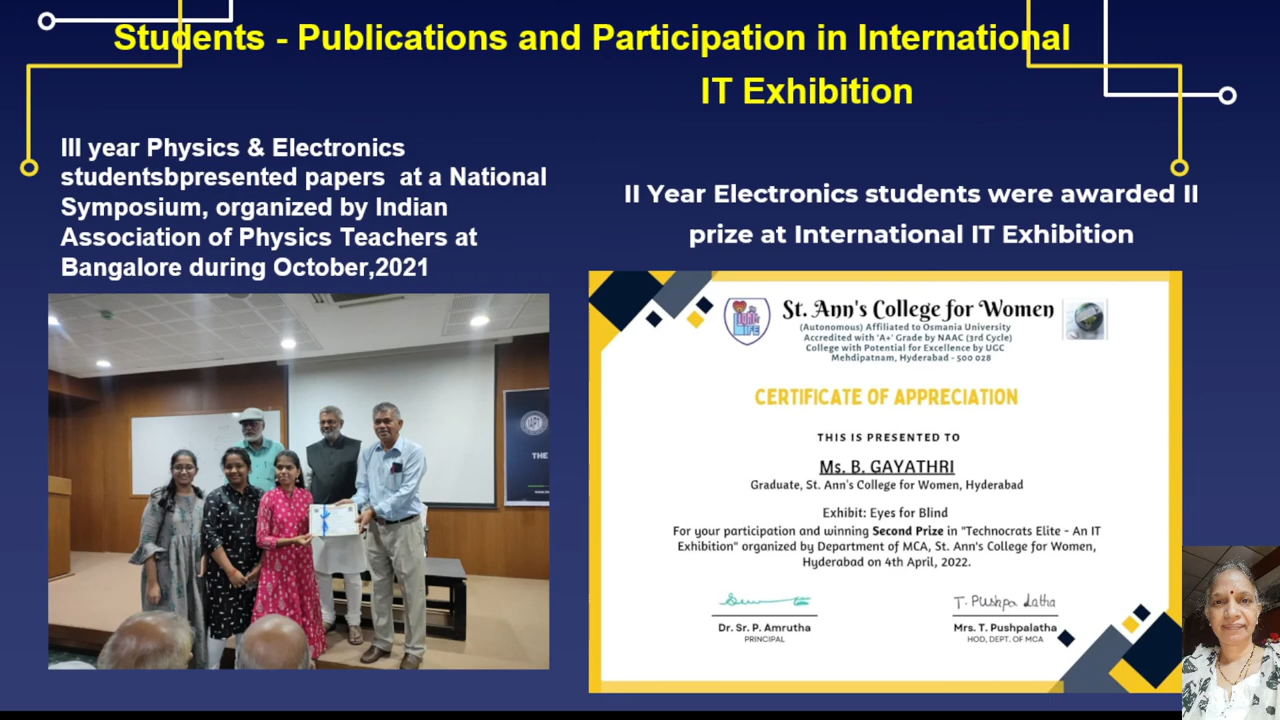 Students - Publications and Participation in International
IT Exhibition
III year Physics & Electronics
studentsbpresented papers at a National
Symposium, organized by Indian
Association of Physics Teachers at
Bangalore during October,2021
THE
II Year Electronics students were awarded II
prize at International IT Exhibition
St. Ann's College for Women
(Autonomous) Affiliated to Osmania University
Accredited with 'A+' Grade by NAAC (3rd Cycle)
College with Potential for Excellence by UGC
Mehdipatnam, Hyderabad - 500 028
CERTIFICATE OF APPRECIATION
THIS IS PRESENTED TO
Ms. B. GAYATHRI
Graduate, St. Ann's College for Women, Hyderabad
Exhibit: Eyes for Blind
For your participation and winning Second Prize in "Technocrats Elite - An IT
Exhibition" organized by Department of MCA, St. Ann's College for Women,
Hyderabad on 4th April, 2022.
T. Pushpa Latha
Dr. Sr. P. Amrutha
PRINCIPAL
Mrs. T. Pushpalatha
HOD, DEPT. OF MCA